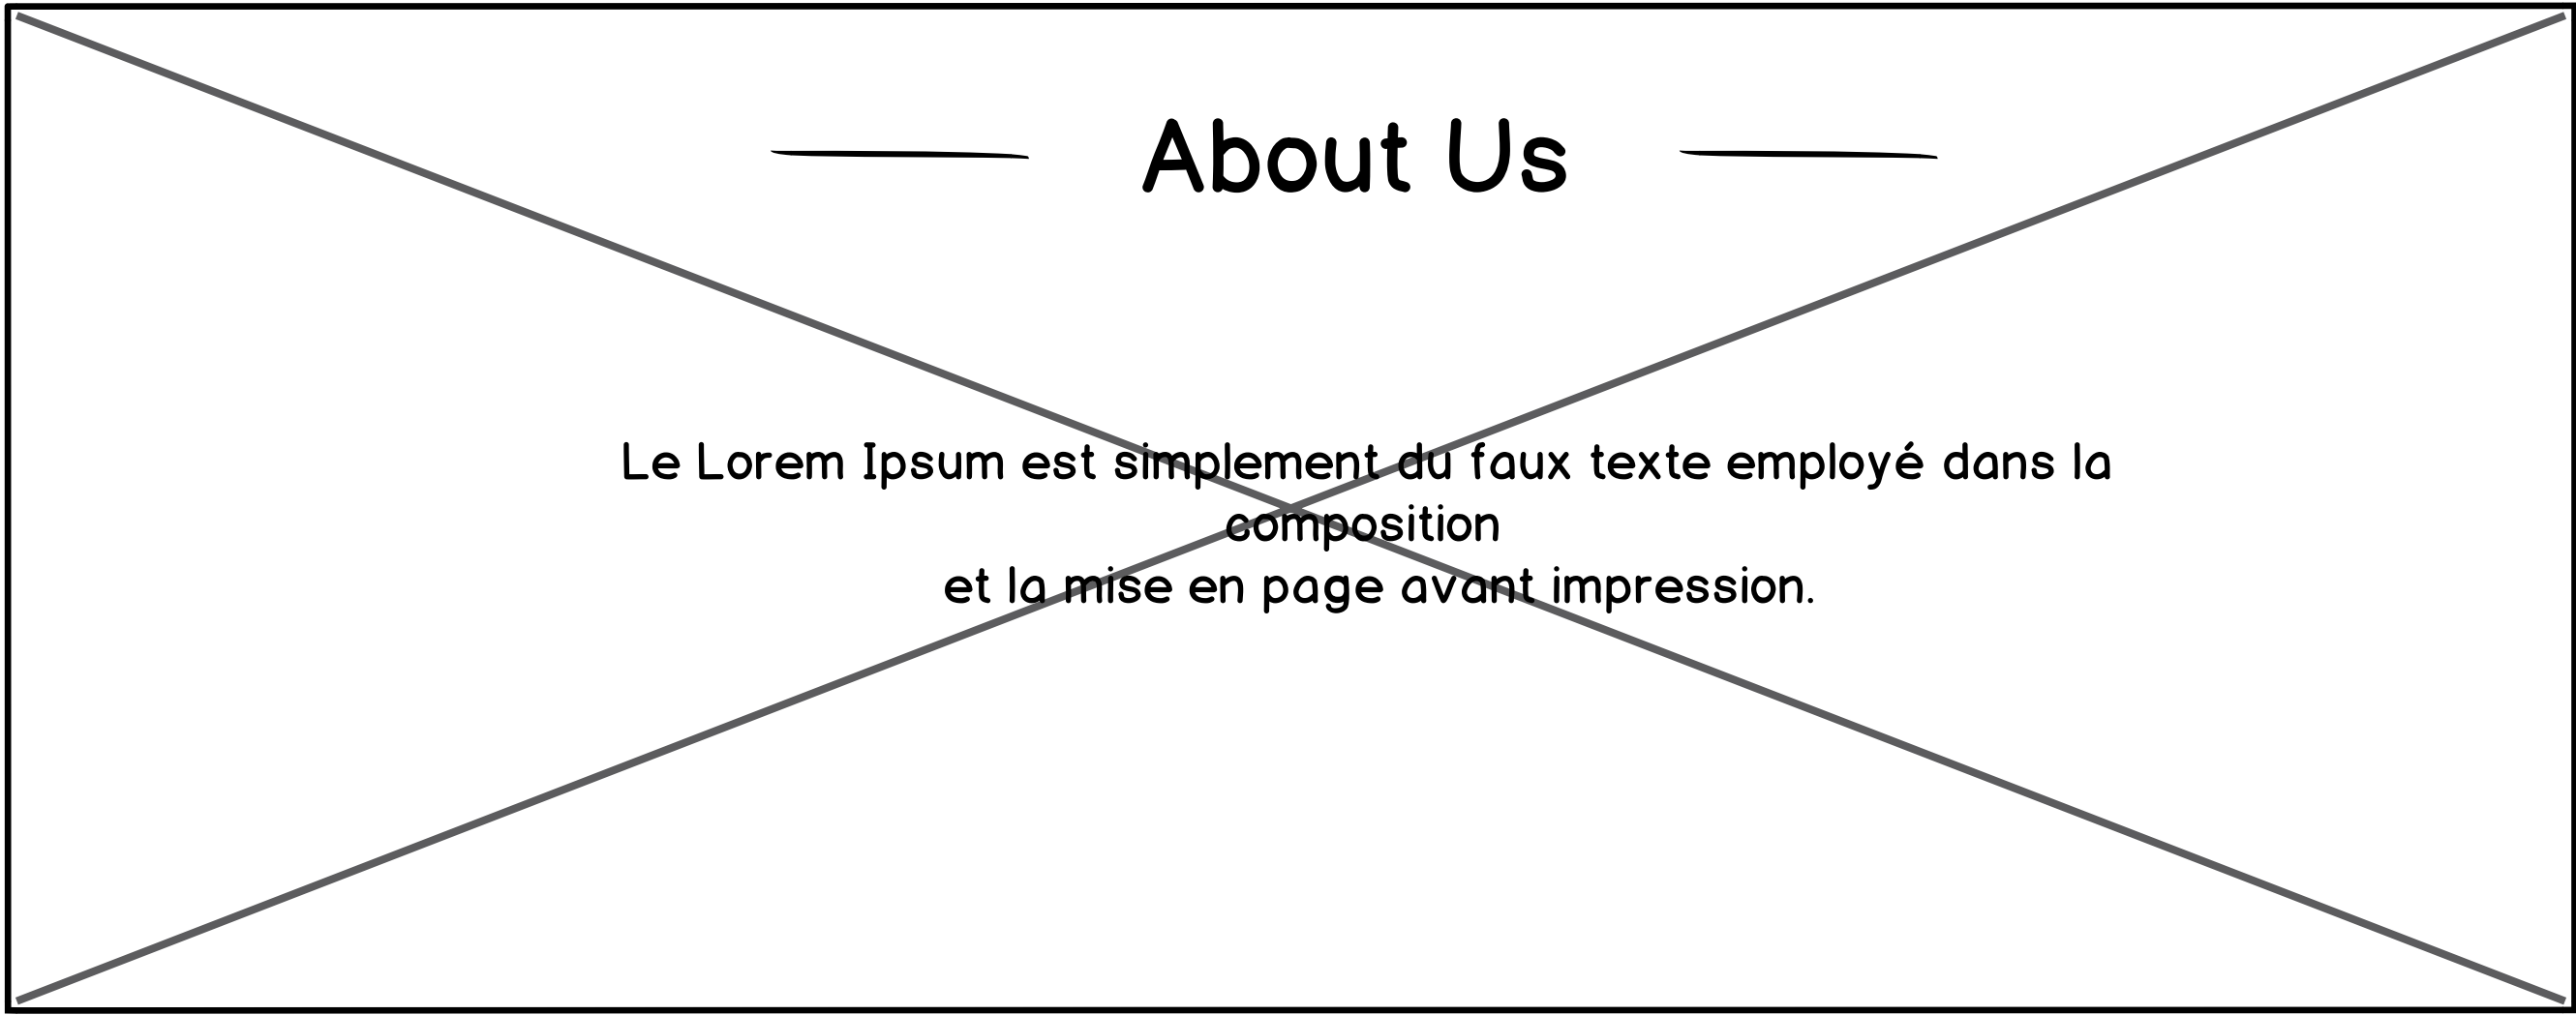 About Us
Le Lorem Ipsum est simplement du faux texte employé dans la
composition
et la mise en page avant impression.